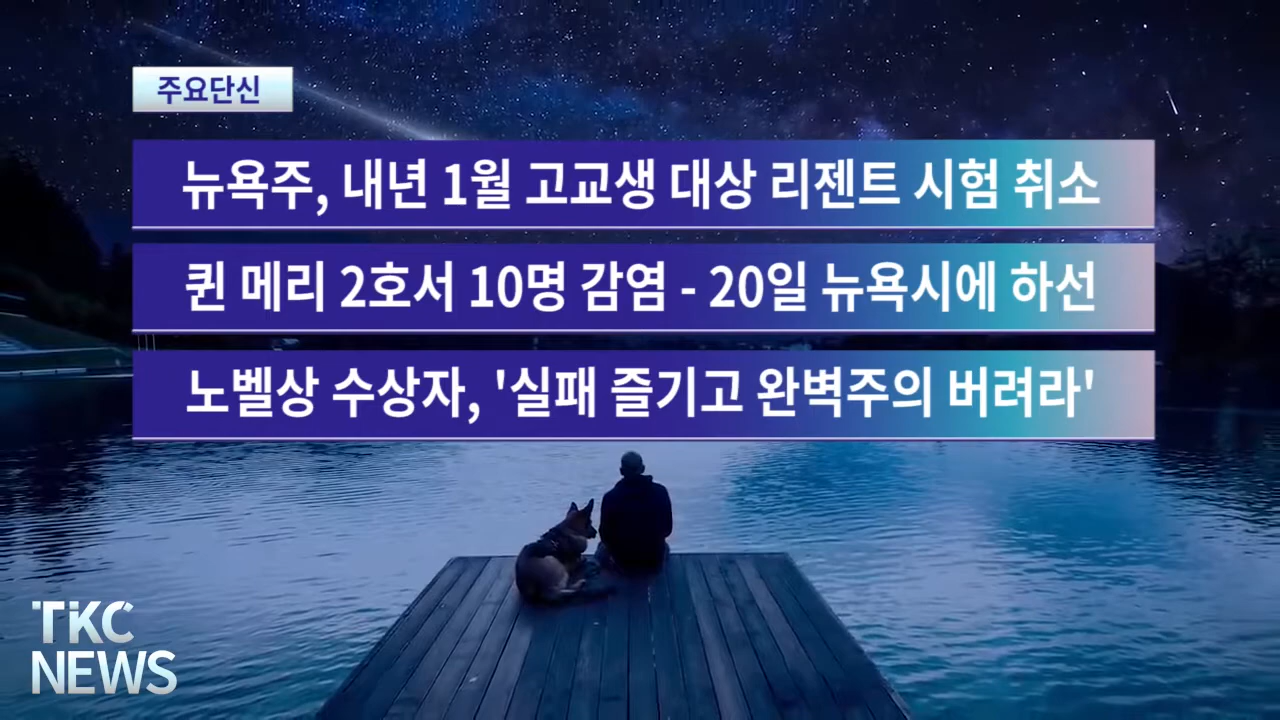 주요단신
뉴욕주, 내년 1월 고교생 대상 리젠트 시험 취소
퀸 메리 2호서 10명 감염 - 20일 뉴욕시에 하선
노벨상 수상자, '실패 즐기고 완벽주의 버려라'
TKC
NEWS